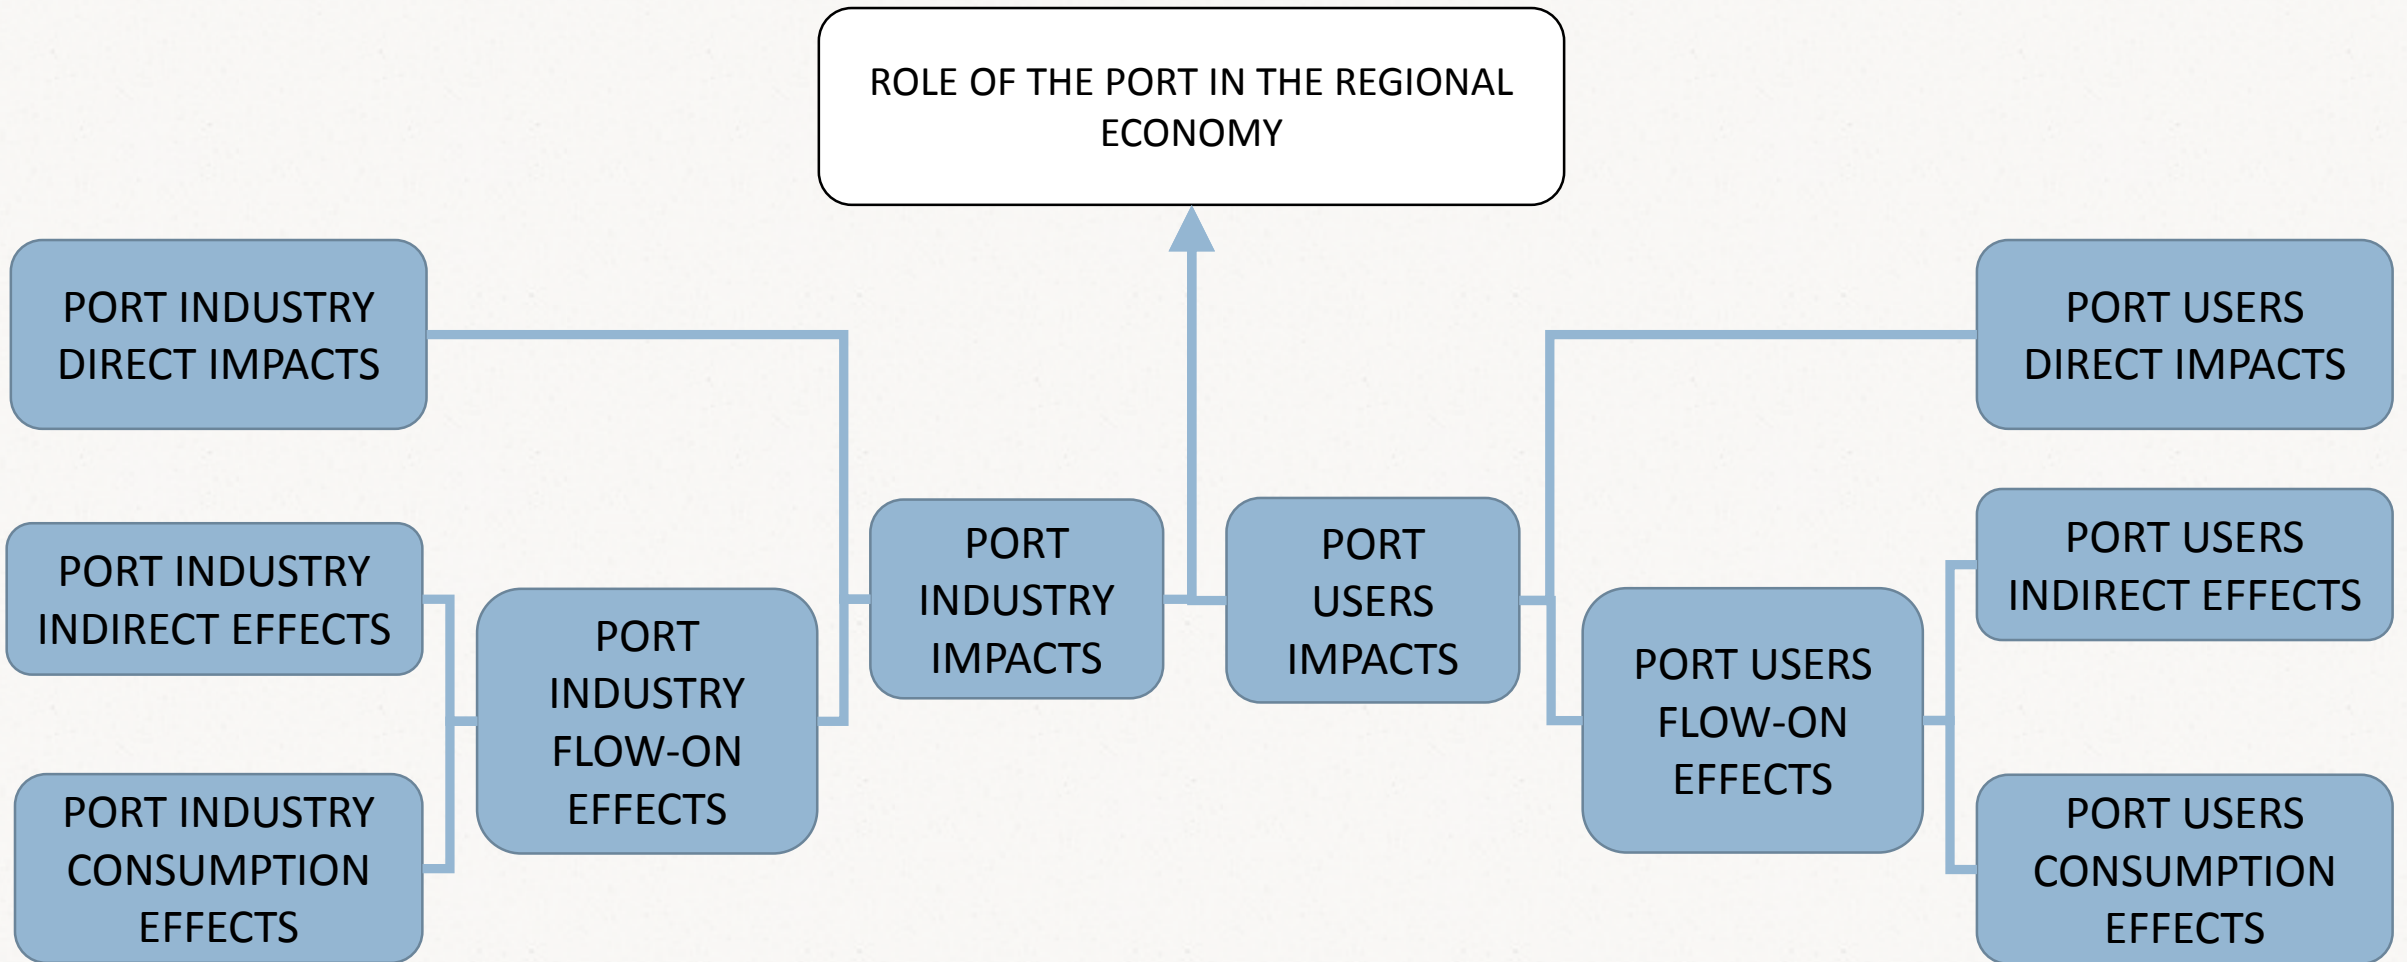 ROLE OF THE PORT IN THE REGIONAL
ECONOMY
PORT INDUSTRY
DIRECT IMPACTS
PORT USERS
DIRECT IMPACTS
PORT INDUSTRY
INDIRECT EFFECTS
PORT INDUSTRY
CONSUMPTION
EFFECTS
PORT
INDUSTRY
FLOW-ON
EFFECTS
PORT
INDUSTRY
IMPACTS
PORT
USERS
IMPACTS
PORT USERS
FLOW-ON
EFFECTS
PORT USERS
INDIRECT EFFECTS
PORT USERS
CONSUMPTION
EFFECTS